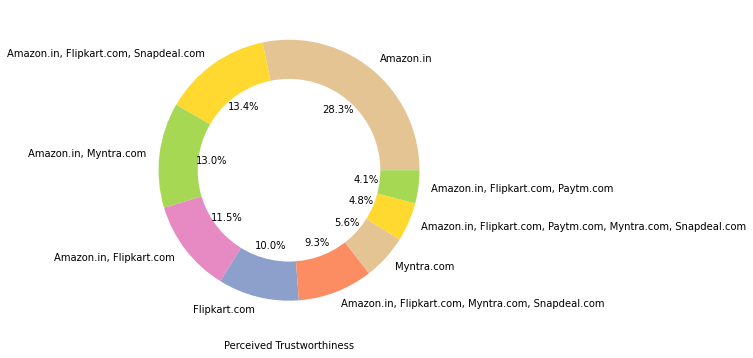 Amazon.in, Flipkart.com, Snapdeal.com
Amazon.in
13.4%
28.3%
Amazon.in, Myntra.com
13.0%
4.1%
Amazon.in, Flipkart.com, Paytm.com
4.8%
11.5%
5.6%
Amazon.in, Flipkart.com, Paytm.com, Myntra.com, Snapdeal.com
10.0%
9.3%
Amazon.in, Flipkart.com
Myntra.com
Flipkart.com
Amazon.in, Flipkart.com, Myntra.com, Snapdeal.com
Perceived Trustworthiness